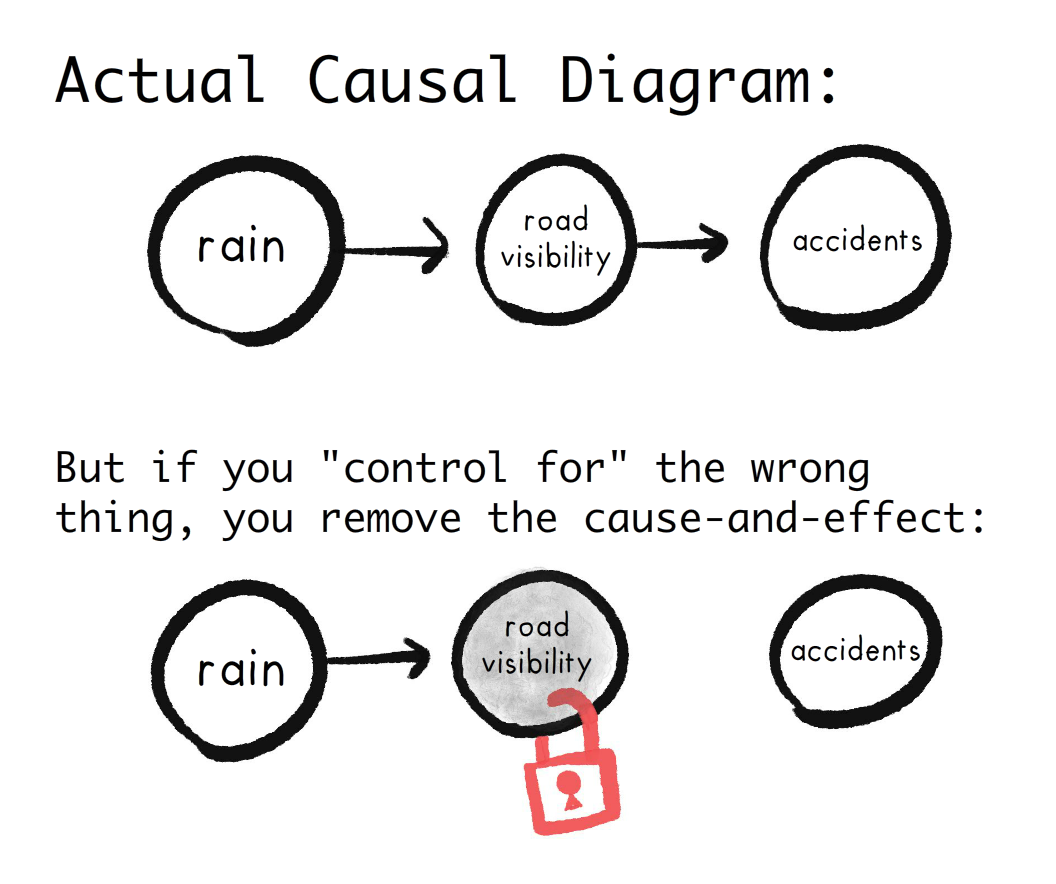 Actual Causal Diagram:
rain
road
visibility
accidents
But if you "control for" the wrong
thing, you remove the cause-and-effect:
rain
road
visibility
accidents